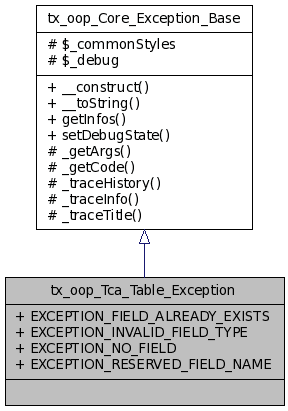 tx_oop_Core_Exception_Base
# $_commonStyles
# $_debug
+ __construct()
+ __toString()
+ getInfos()
+ setDebugState()
# _getArgs()
# _getCode()
# _traceHistory()
# _traceInfo()
# _traceTitle()
tx_oop_Tca_Table_Exception
+ EXCEPTION_FIELD_ALREADY_EXISTS
+ EXCEPTION_INVALID_FIELD_TYPE
+ EXCEPTION_NO_FIELD
+ EXCEPTION_RESERVED_FIELD_NAME